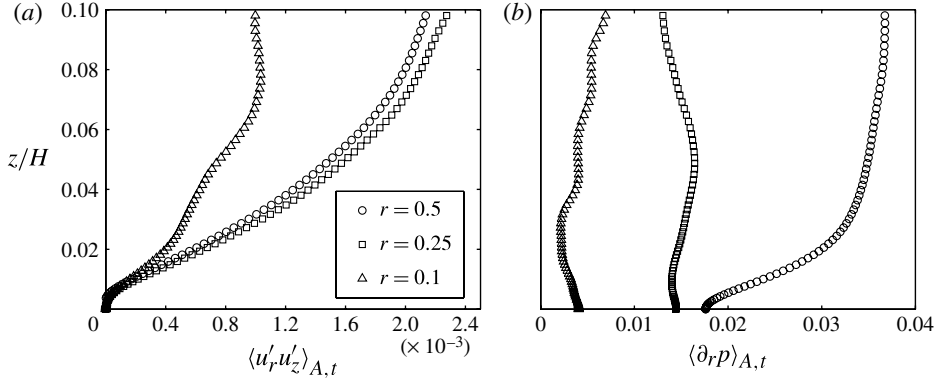 (a)
0.10
0.08
0.06
z/H
0.04
0.02
0 0.4 0.8 1.2 1.6 2.0 2.4
(× 10⁻³)
⟨u′ᵣu′_z⟩_A,t
r = 0.5
r = 0.25
r = 0.1
(b)
0 0.01 0.02 0.03 0.04
⟨∂ᵣp⟩_A,t